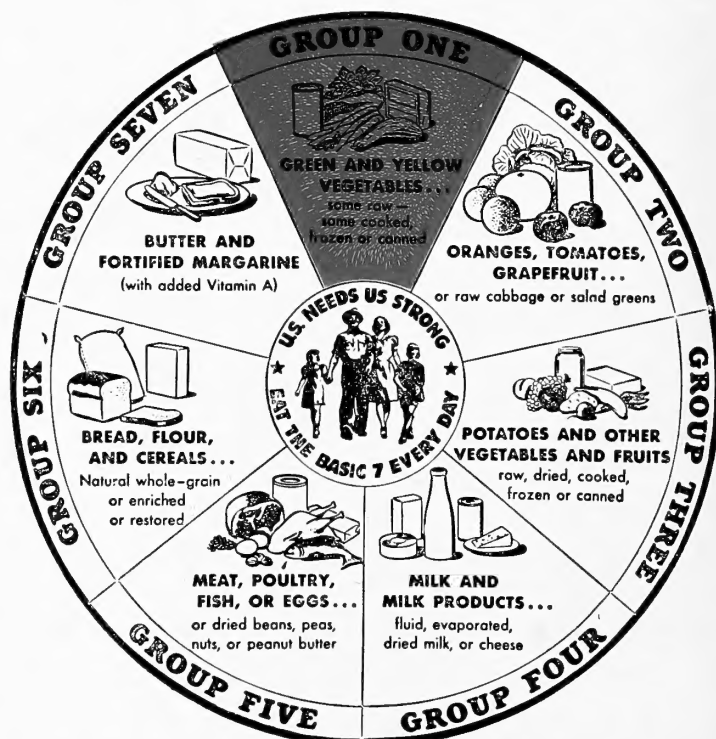 GROUP ONE
GREEN AND YELLOW
VEGETABLES...
some raw —
some cooked,
frozen or canned
GROUP TWO
ORANGES, TOMATOES,
GRAPEFRUIT...
or raw cabbage or salad greens
GROUP THREE
POTATOES AND OTHER
VEGETABLES AND FRUITS
raw, dried, cooked,
frozen or canned
GROUP FOUR
MILK AND
MILK PRODUCTS...
fluid, evaporated,
dried milk, or cheese
GROUP FIVE
MEAT, POULTRY,
FISH, OR EGGS...
or dried beans, peas,
nuts, or peanut butter
GROUP SIX
BREAD, FLOUR,
AND CEREALS...
Natural whole-grain
or enriched
or restored
GROUP SEVEN
BUTTER AND
FORTIFIED MARGARINE
(with added Vitamin A)
U.S. NEEDS US STRONG
EAT THE BASIC 7 EVERY DAY